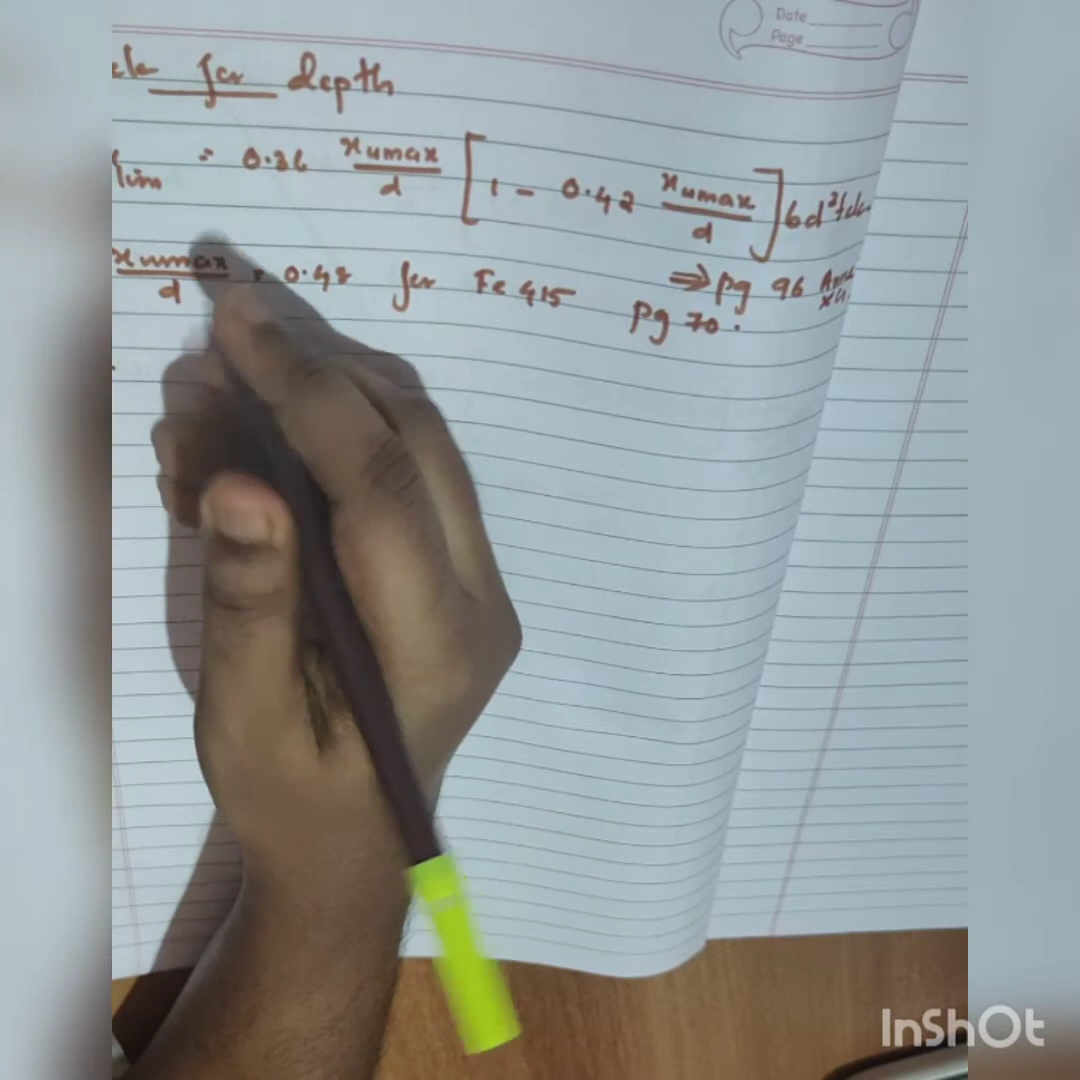 Date
Page
for depth
lim = 0.36 xumax/d [1 - 0.42 xumax/d] bd²fck.
xumax/d = 0.48 for Fe 415 ⇒ pg 96
pg 70.
InShOt